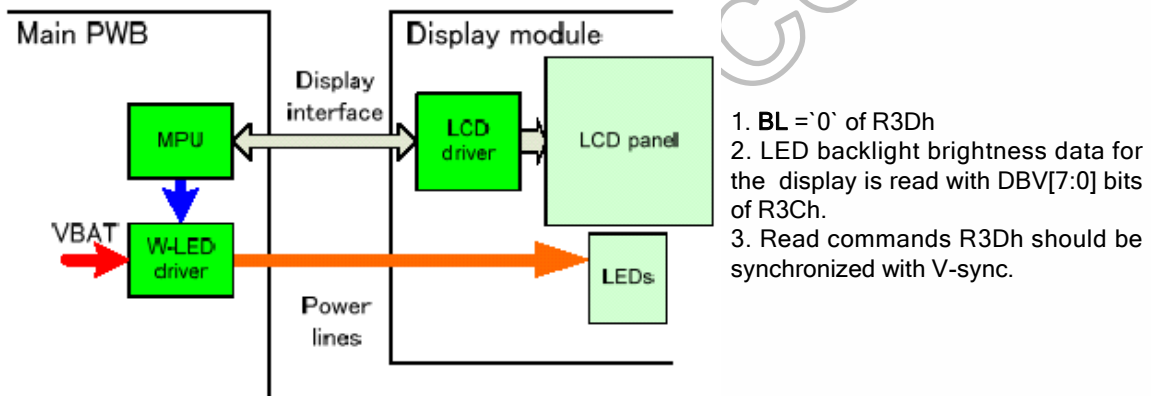 Main PWB
Display module
Display
interface
MPU
LCD
driver
LCD panel
VBAT
W-LED
driver
LEDs
Power
lines
1. BL =`0` of R3Dh
2. LED backlight brightness data for
the display is read with DBV[7:0] bits
of R3Ch.
3. Read commands R3Dh should be
synchronized with V-sync.